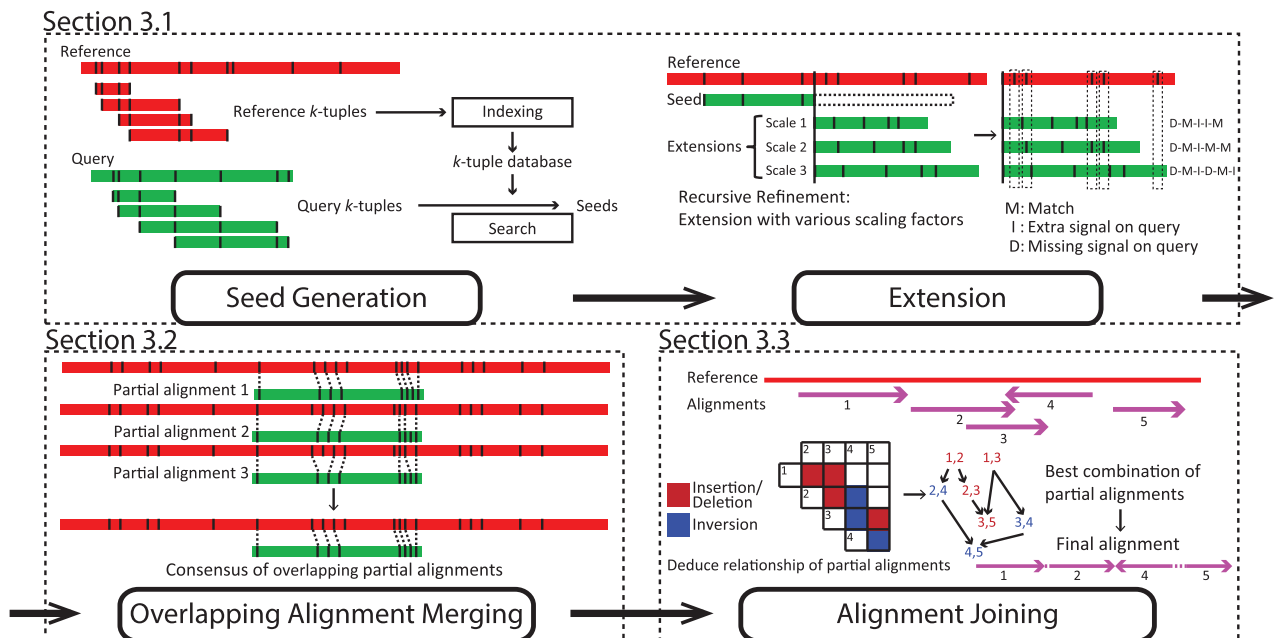 Section 3.1
Reference
Reference k-tuples
Indexing
k-tuple database
Query
Query k-tuples
Seeds
Search
Seed Generation
Reference
Seed
Extensions
Scale 1
Scale 2
Scale 3
D-M-I-I-M
D-M-I-M-M
D-M-I-D-M-I
Recursive Refinement:
Extension with various scaling factors
M: Match
I : Extra signal on query
D: Missing signal on query
Extension
Section 3.2
Partial alignment 1
Partial alignment 2
Partial alignment 3
Consensus of overlapping partial alignments
Overlapping Alignment Merging
Section 3.3
Reference
Alignments
1
4
2
5
3
2 3 4 5
1
2
3
4
Insertion/
Deletion
Inversion
1,2 1,3
2,4 2,3
3,5 3,4
4,5
Best combination of
partial alignments
Final alignment
Deduce relationship of partial alignments
1 2 4 5
Alignment Joining